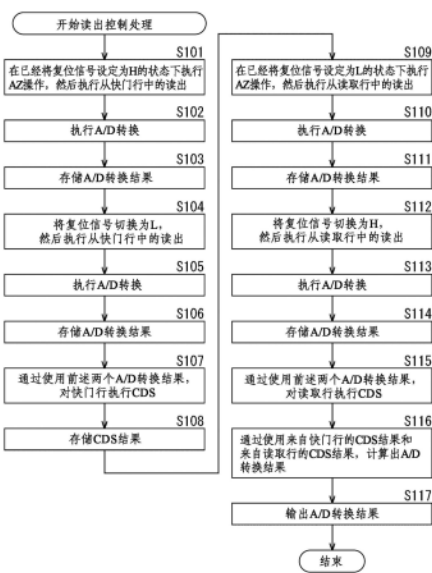 开始读出控制处理
S101
在已经将复位信号设定为H的状态下执行
AZ操作，然后执行从快门行中的读出
S102
执行A/D转换
S103
存储A/D转换结果
S104
将复位信号切换为L，
然后执行从快门行中的读出
S105
执行A/D转换
S106
存储A/D转换结果
S107
通过使用前述两个A/D转换结果，
对快门行执行CDS
S108
存储CDS结果
S109
在已经将复位信号设定为L的状态下执行
AZ操作，然后执行从读取行中的读出
S110
执行A/D转换
S111
存储A/D转换结果
S112
将复位信号切换为H，
然后执行从读取行中的读出
S113
执行A/D转换
S114
存储A/D转换结果
S115
通过使用前述两个A/D转换结果，
对读取行执行CDS
S116
通过使用来自快门行的CDS结果和
来自读取行的CDS结果，计算出A/D
转换结果
S117
输出A/D转换结果
结束